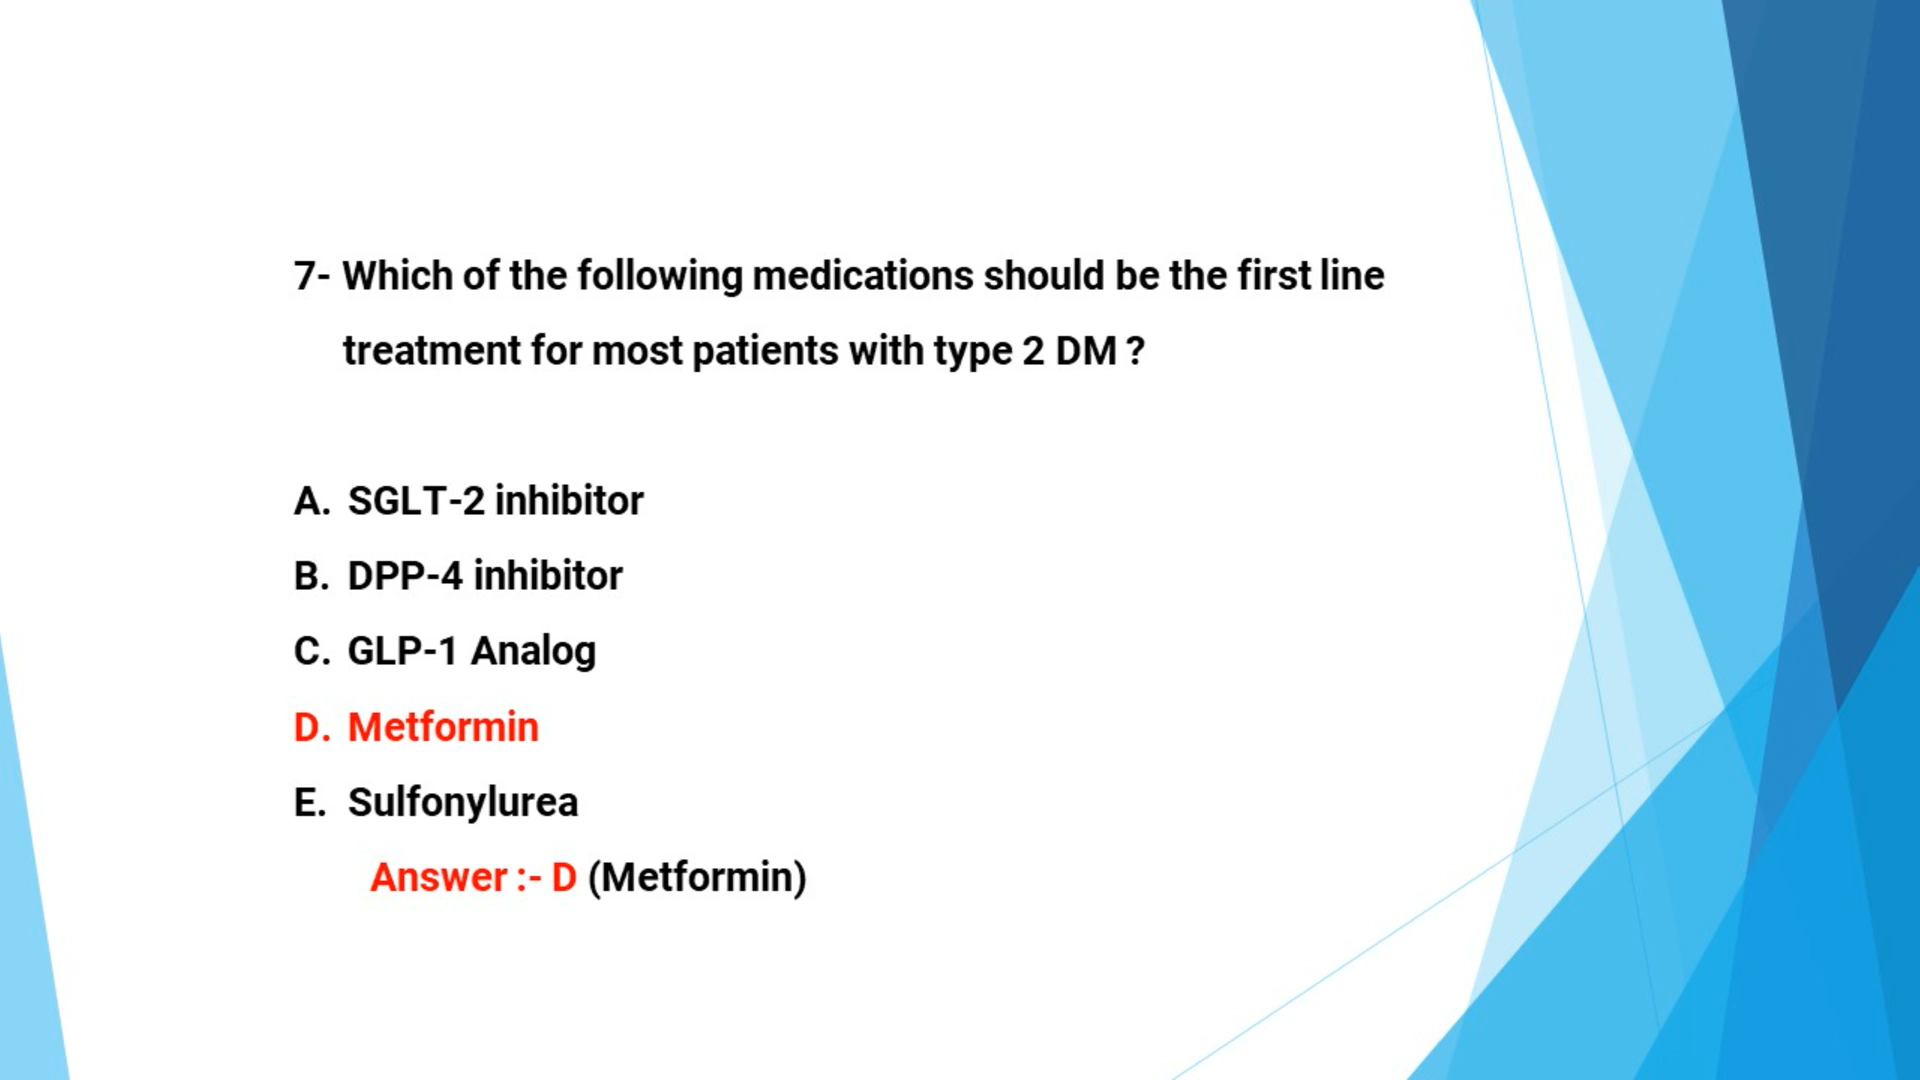 7- Which of the following medications should be the first line
treatment for most patients with type 2 DM ?
A. SGLT-2 inhibitor
B. DPP-4 inhibitor
C. GLP-1 Analog
D. Metformin
E. Sulfonylurea
Answer :- D (Metformin)